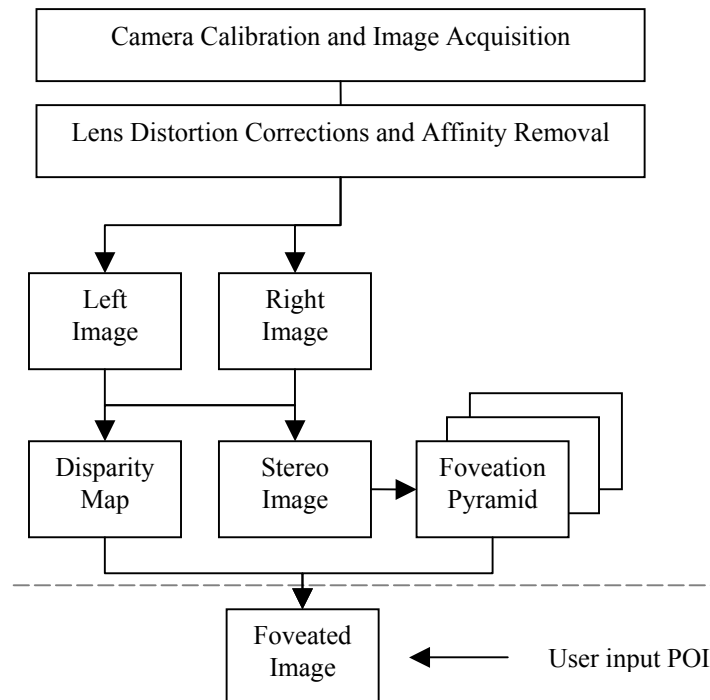 Camera Calibration and Image Acquisition
Lens Distortion Corrections and Affinity Removal
Left
Image
Right
Image
Disparity
Map
Stereo
Image
Foveation
Pyramid
Foveated
Image
User input POI